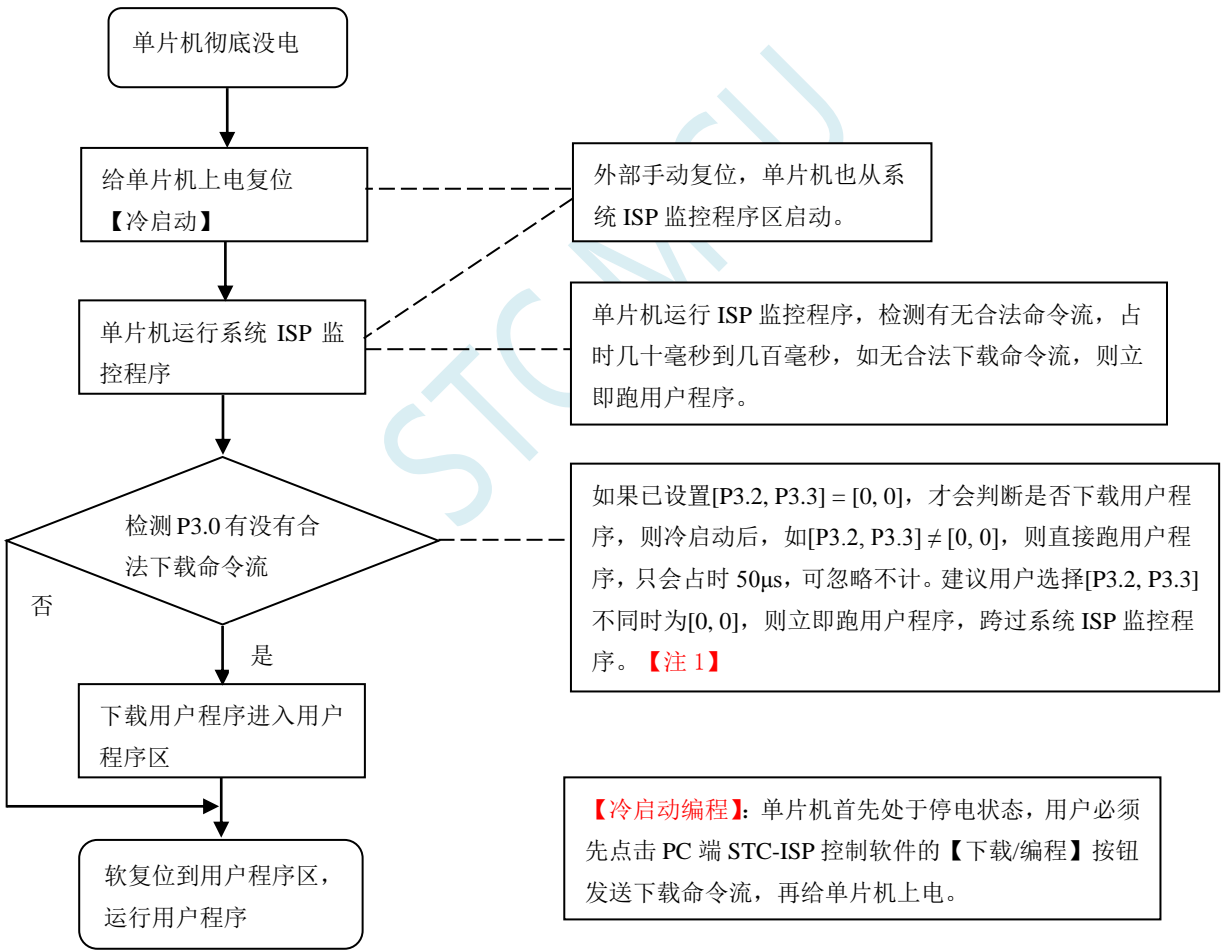 单片机彻底没电
给单片机上电复位
【冷启动】
外部手动复位，单片机也从系
统 ISP 监控程序区启动。
单片机运行系统 ISP 监
控程序
单片机运行 ISP 监控程序，检测有无合法命令流，占
时几十毫秒到几百毫秒，如无合法下载命令流，则立
即跑用户程序。
检测 P3.0 有没有合
法下载命令流
如果已设置[P3.2, P3.3] = [0, 0]，才会判断是否下载用户程
序，则冷启动后，如[P3.2, P3.3] ≠ [0, 0]，则直接跑用户程
序，只会占时 50μs，可忽略不计。建议用户选择[P3.2, P3.3]
不同时为[0, 0]，则立即跑用户程序，跨过系统 ISP 监控程
序。【注 1】
否
是
下载用户程序进入用户
程序区
软复位到用户程序区，
运行用户程序
【冷启动编程】：单片机首先处于停电状态，用户必须
先点击 PC 端 STC-ISP 控制软件的【下载/编程】按钮
发送下载命令流，再给单片机上电。
STC MCU